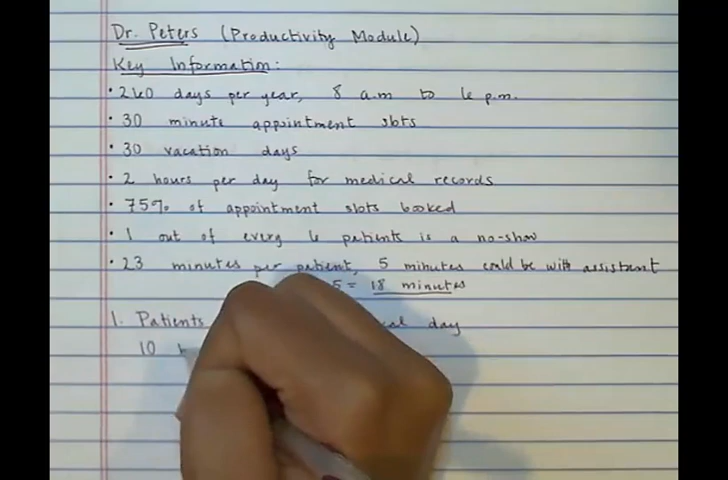 Dr. Peters (Productivity Module)
Key Information:
• 260 days per year, 8 a.m to 6 p.m.
• 30 minute appointment slots
• 30 vacation days
• 2 hours per day for medical records
• 75% of appointment slots booked
• 1 out of every 6 patients is a no-show
• 23 minutes per patient, 5 minutes could be with assistant
5 = 18 minutes
1. Patients day
10